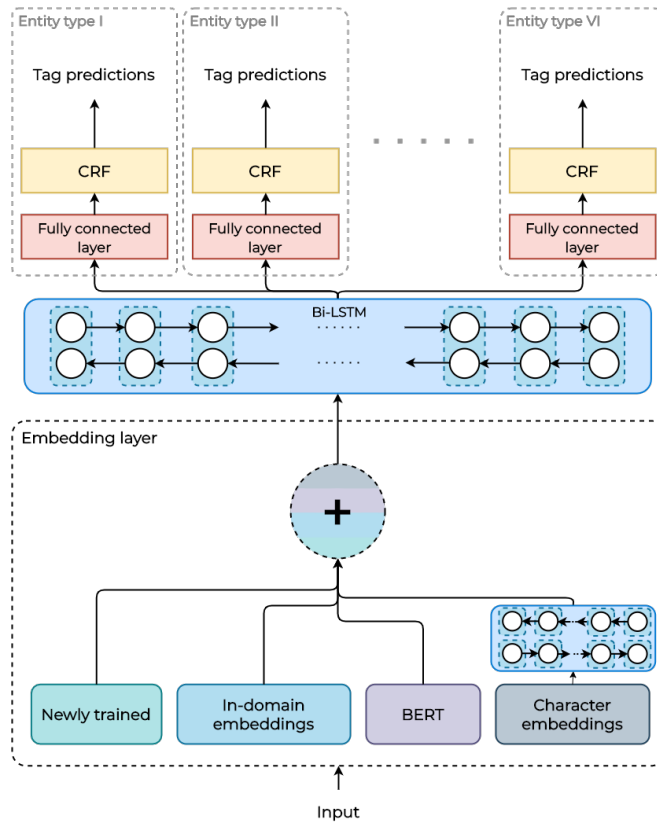 Entity type I
Entity type II
Entity type VI
Tag predictions
Tag predictions
Tag predictions
CRF
CRF
CRF
Fully connected
layer
Fully connected
layer
Fully connected
layer
Bi-LSTM
Embedding layer
+
Newly trained
In-domain
embeddings
BERT
Character
embeddings
Input